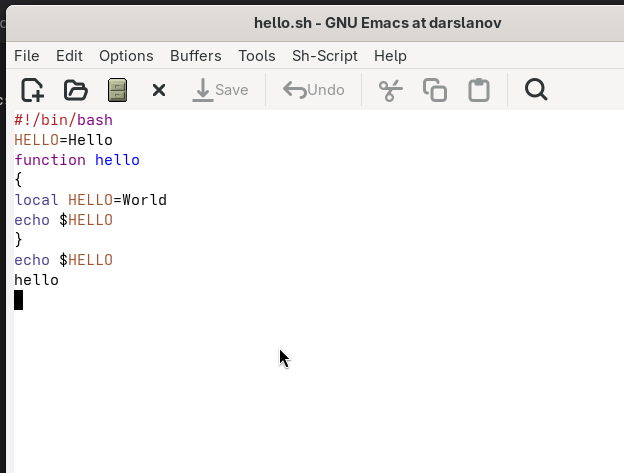 hello.sh - GNU Emacs at darslanov
File Edit Options Buffers Tools Sh-Script Help
Save Undo
#!/bin/bash
HELLO=Hello
function hello
{
local HELLO=World
echo $HELLO
}
echo $HELLO
hello